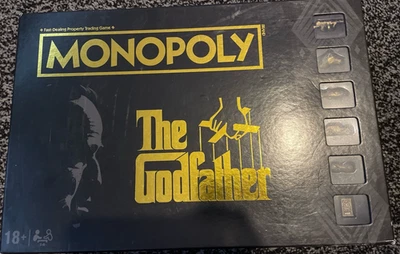 Fast-Dealing Property Trading Game
MONOPOLY
The
Godfather
18+